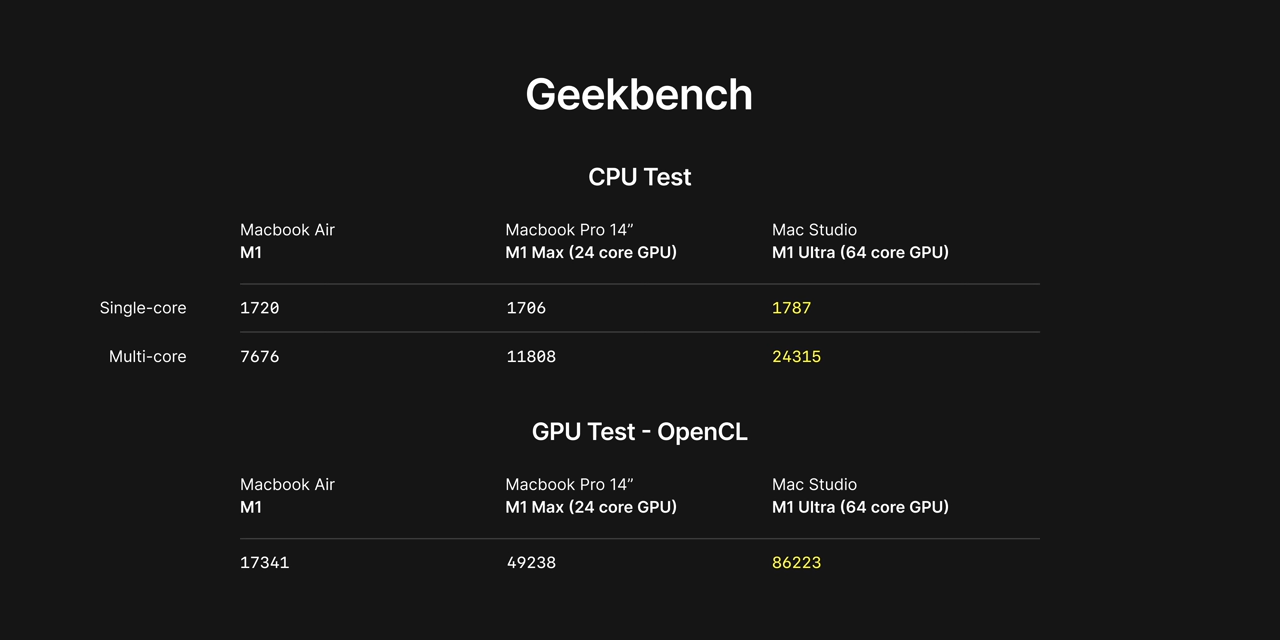 Geekbench
CPU Test
Macbook Air
M1
Macbook Pro 14”
M1 Max (24 core GPU)
Mac Studio
M1 Ultra (64 core GPU)
Single-core 1720 1706 1787
Multi-core 7676 11808 24315
GPU Test - OpenCL
Macbook Air
M1
Macbook Pro 14”
M1 Max (24 core GPU)
Mac Studio
M1 Ultra (64 core GPU)
17341 49238 86223